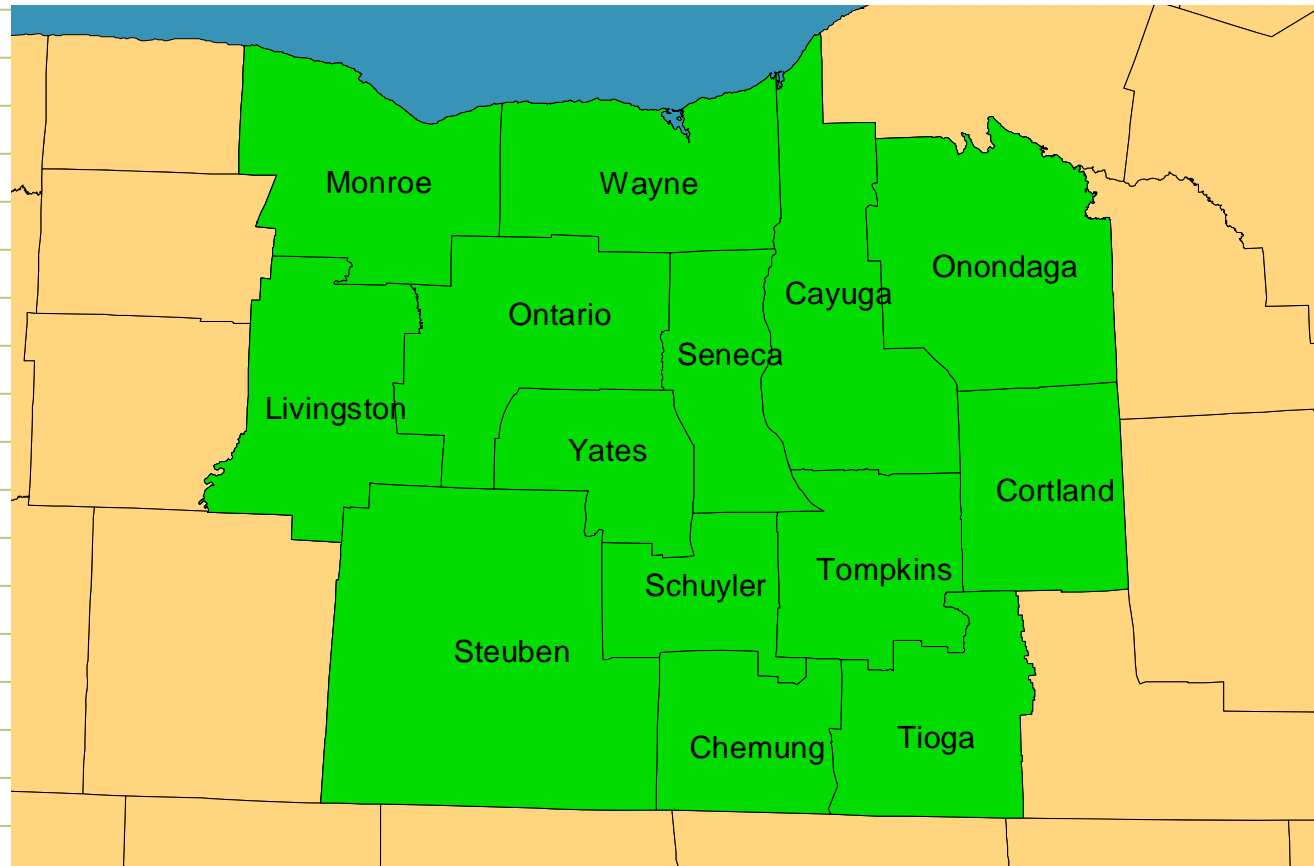 Monroe
Wayne
Onondaga
Cayuga
Ontario
Seneca
Livingston
Yates
Cortland
Tompkins
Schuyler
Steuben
Tioga
Chemung